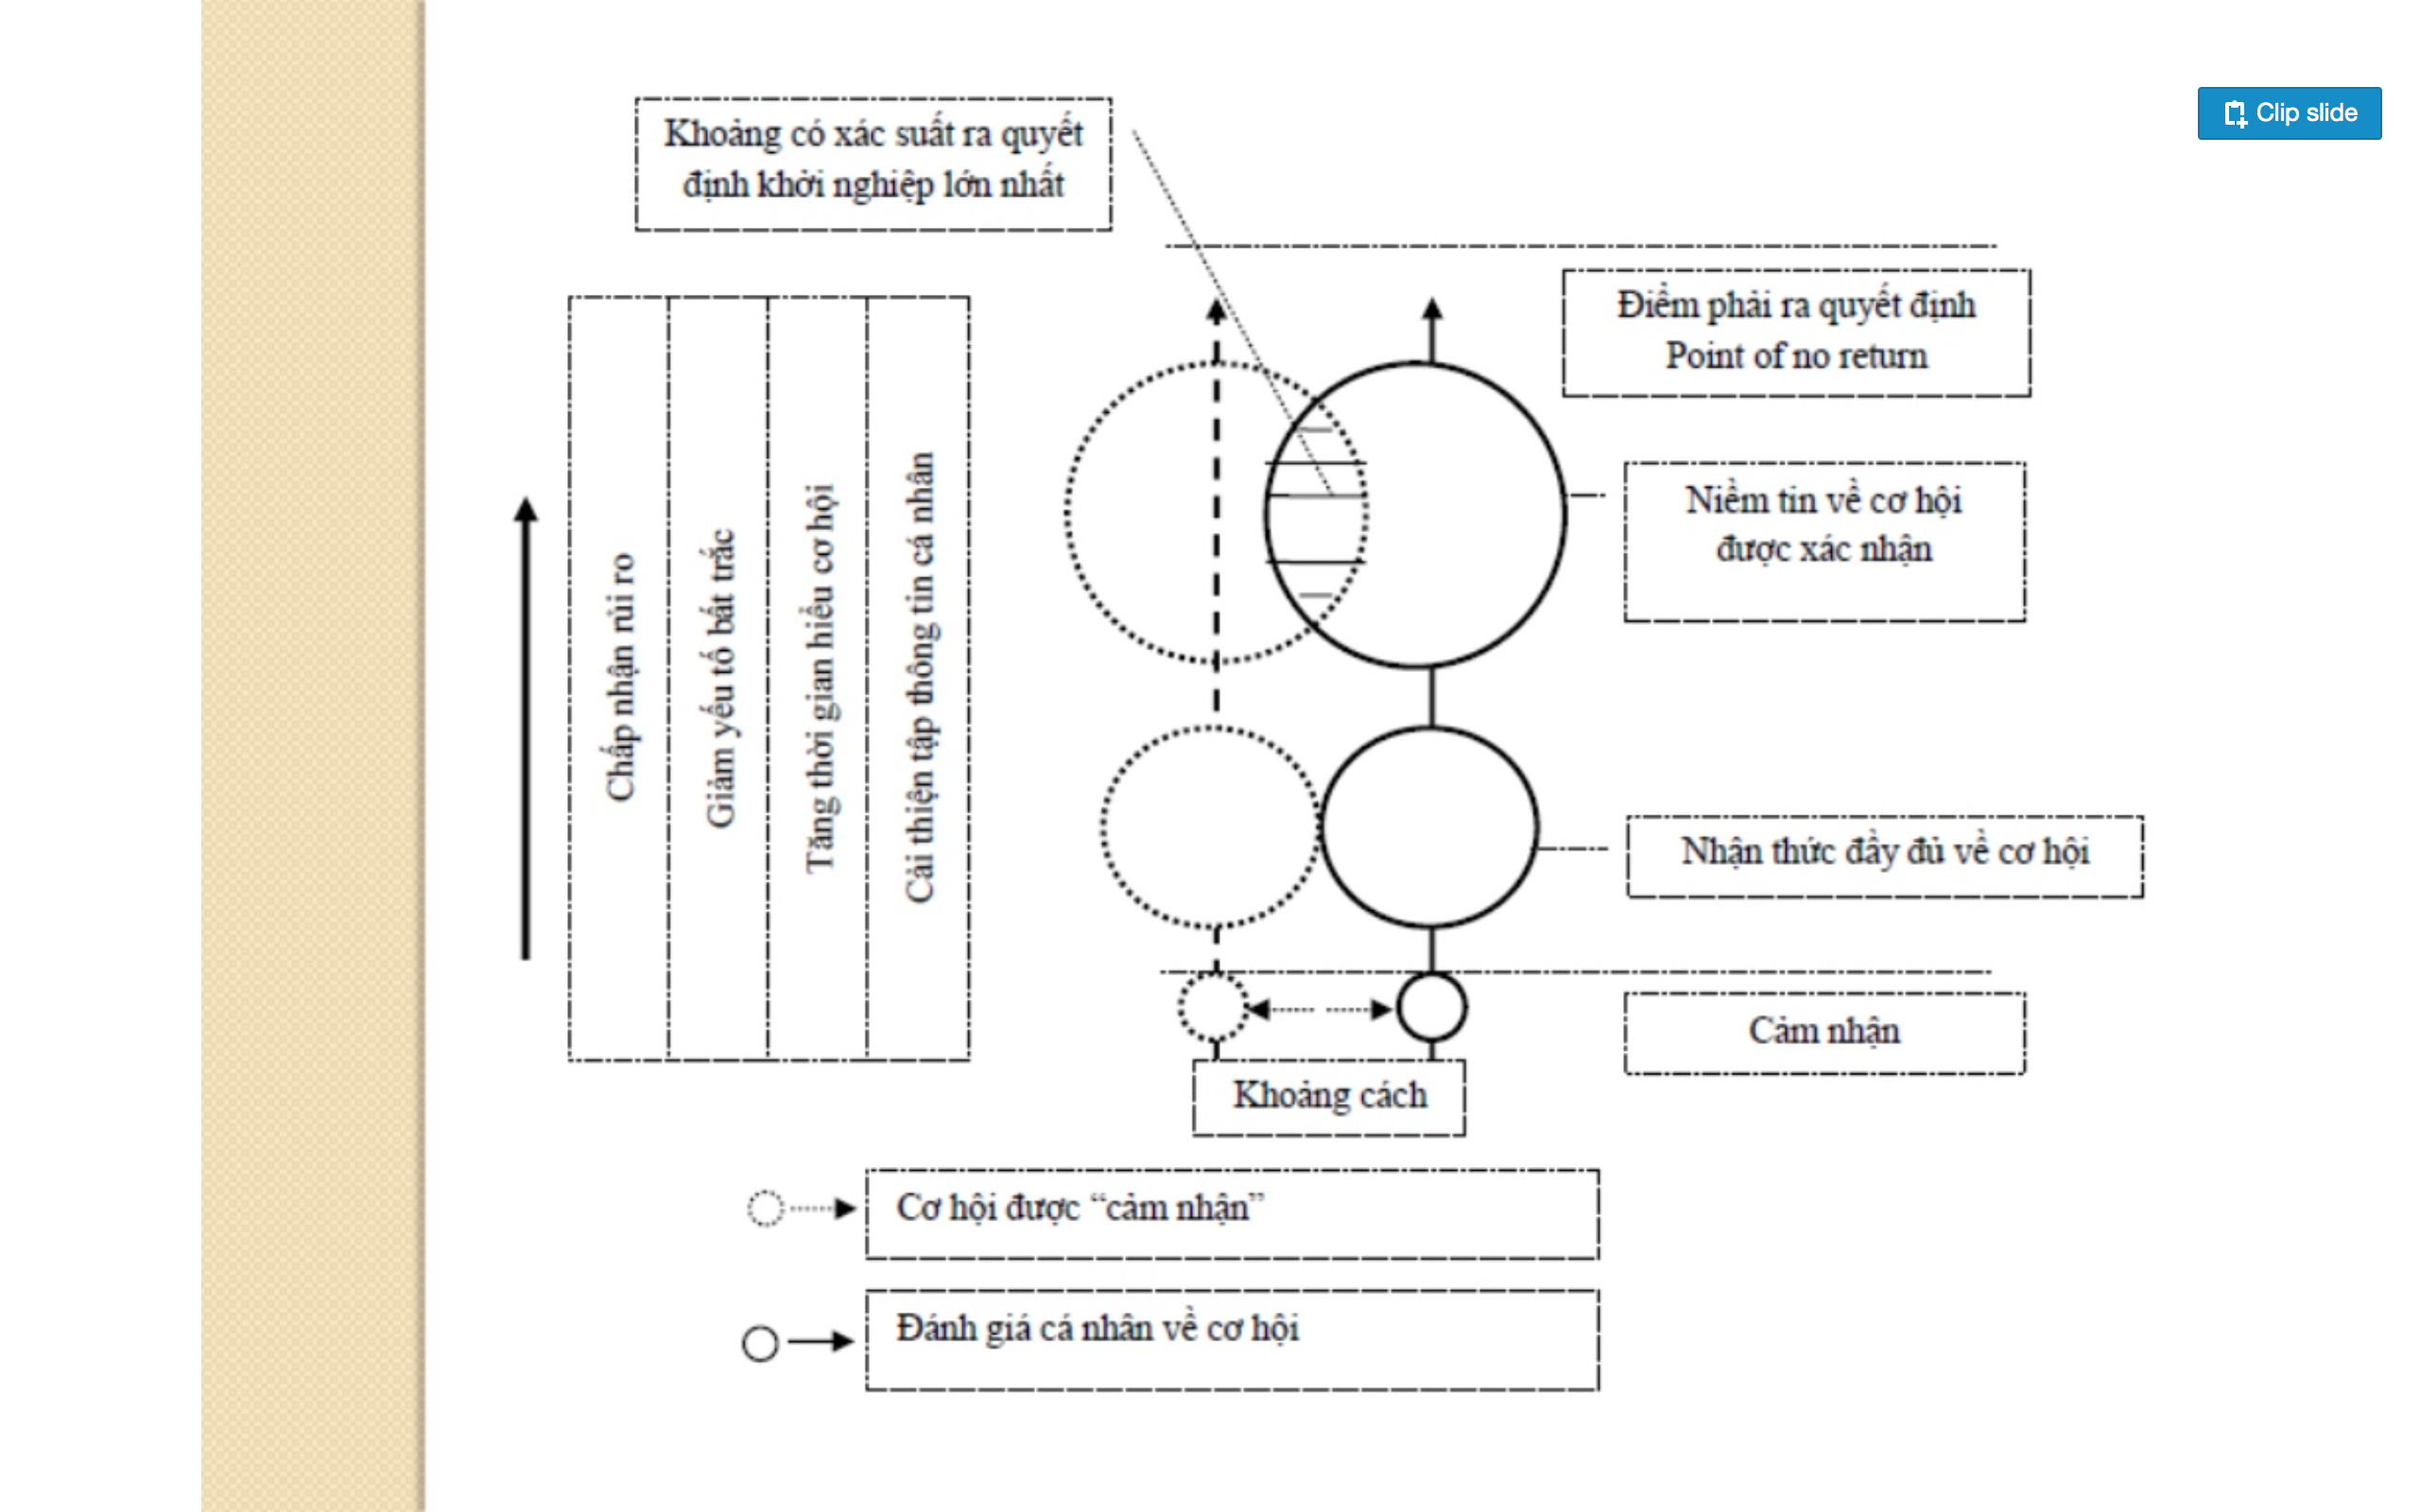 Clip slide
Khoảng có xác suất ra quyết
định khởi nghiệp lớn nhất
Điểm phải ra quyết định
Point of no return
Chấp nhận rủi ro
Giảm yếu tố bất trắc
Tăng thời gian hiểu cơ hội
Cải thiện tập thông tin cá nhân
Niềm tin về cơ hội
được xác nhận
Nhận thức đầy đủ về cơ hội
Cảm nhận
Khoảng cách
Cơ hội được “cảm nhận”
Đánh giá cá nhân về cơ hội